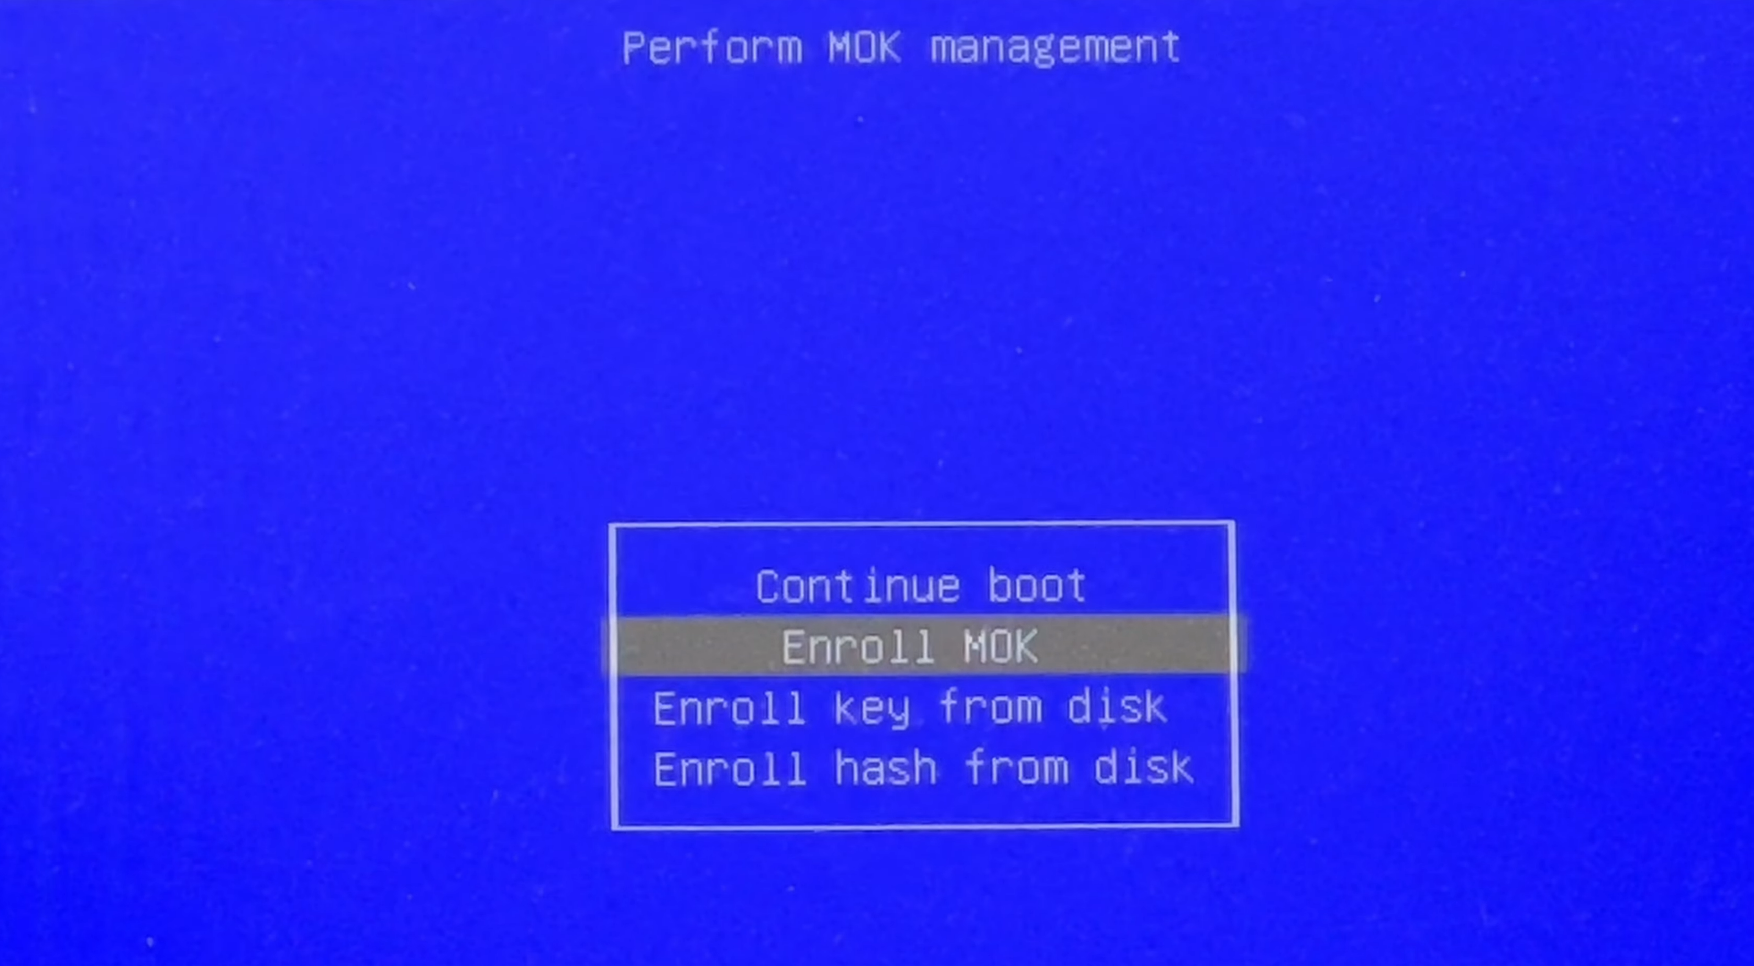 Perform MOK management
Continue boot
Enroll MOK
Enroll key from disk
Enroll hash from disk